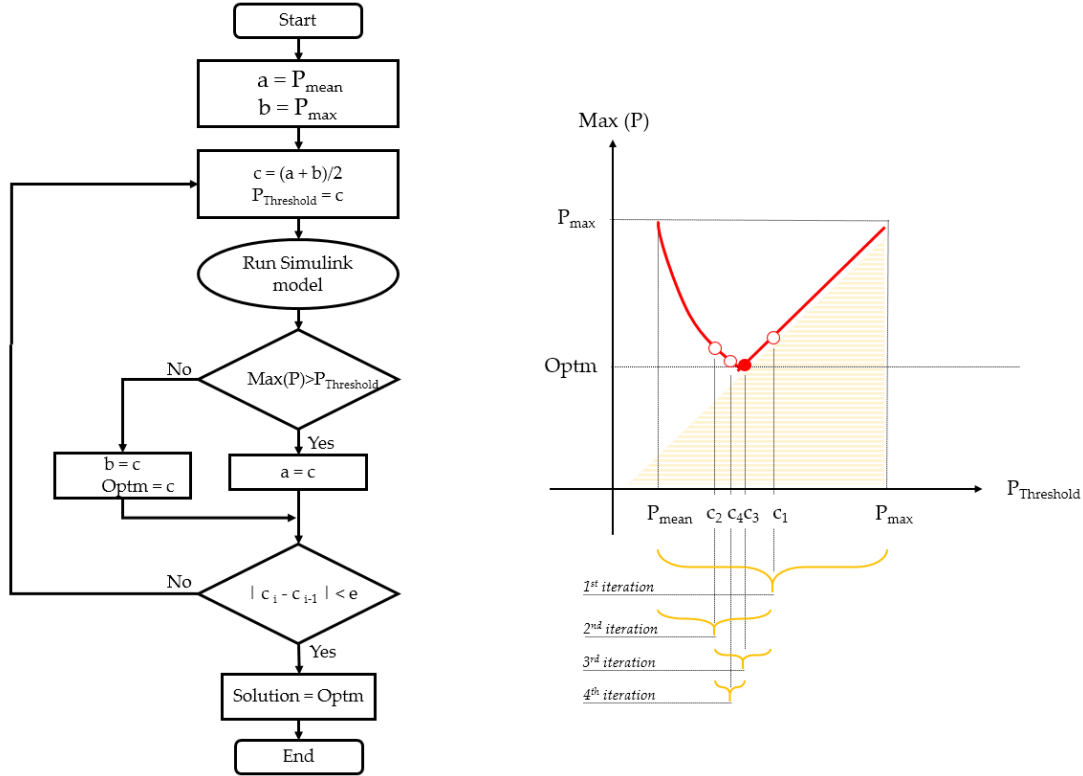 Start
a = Pmean
b = Pmax
c = (a + b)/2
PThreshold = c
Run Simulink
model
Max(P)>PThreshold
No
Yes
b = c
Optm = c
a = c
| c i - c i-1 | < e
No
Yes
Solution = Optm
End
Max (P)
Pmax
Optm
PThreshold
Pmean c2 c4 c3 c1 Pmax
1st iteration
2nd iteration
3rd iteration
4th iteration